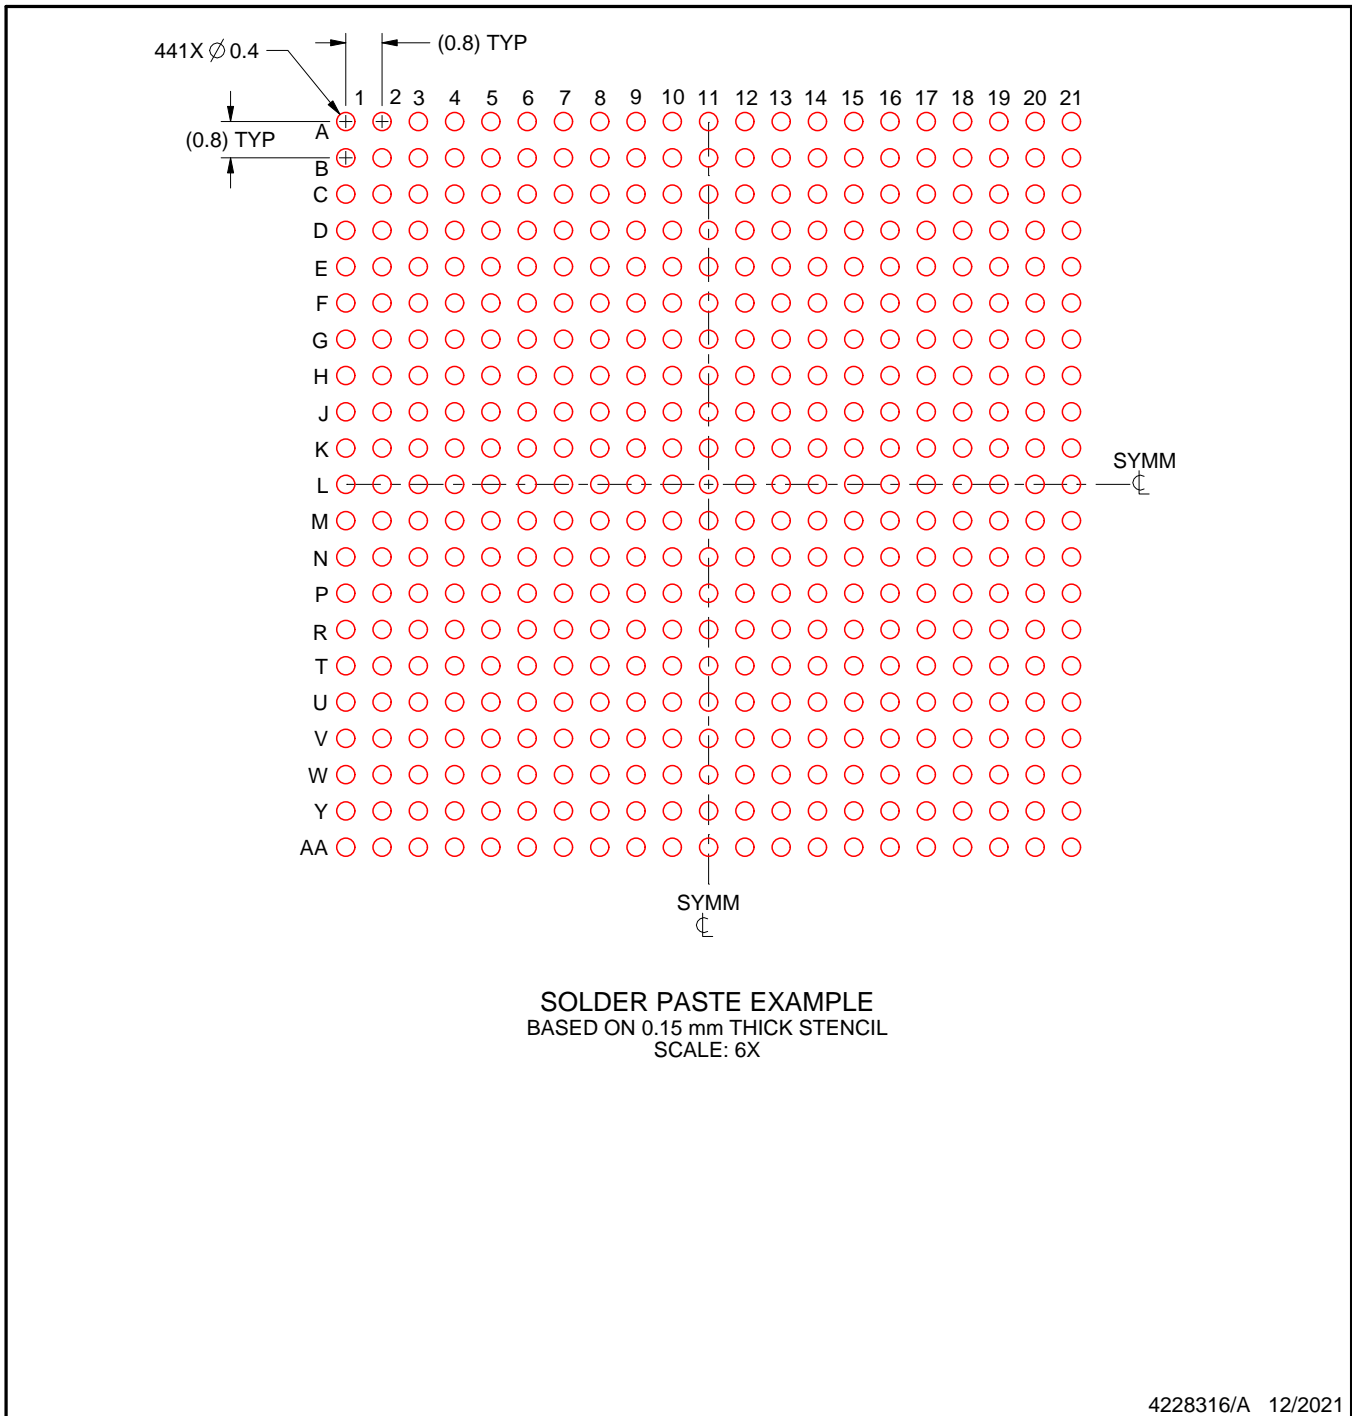 441X Ø 0.4
(0.8) TYP
1 2 3 4 5 6 7 8 9 10 11 12 13 14 15 16 17 18 19 20 21
(0.8) TYP
A
B
C
D
E
F
G
H
J
K
L
SYMM
℄
M
N
P
R
T
U
V
W
Y
AA
SYMM
℄
SOLDER PASTE EXAMPLE
BASED ON 0.15 mm THICK STENCIL
SCALE: 6X
4228316/A 12/2021